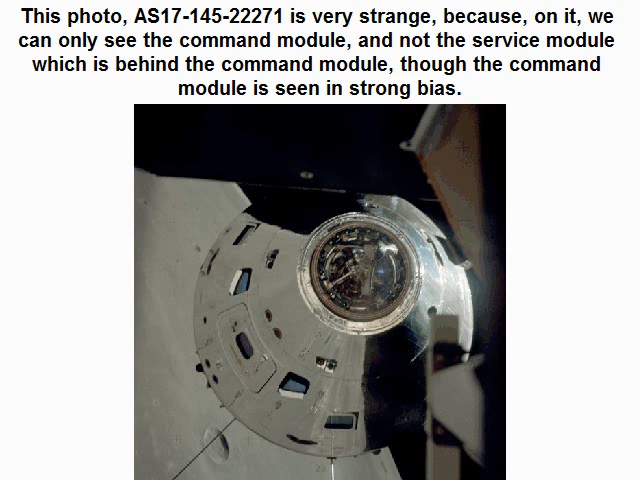 This photo, AS17-145-22271 is very strange, because, on it, we
can only see the command module, and not the service module
which is behind the command module, though the command
module is seen in strong bias.